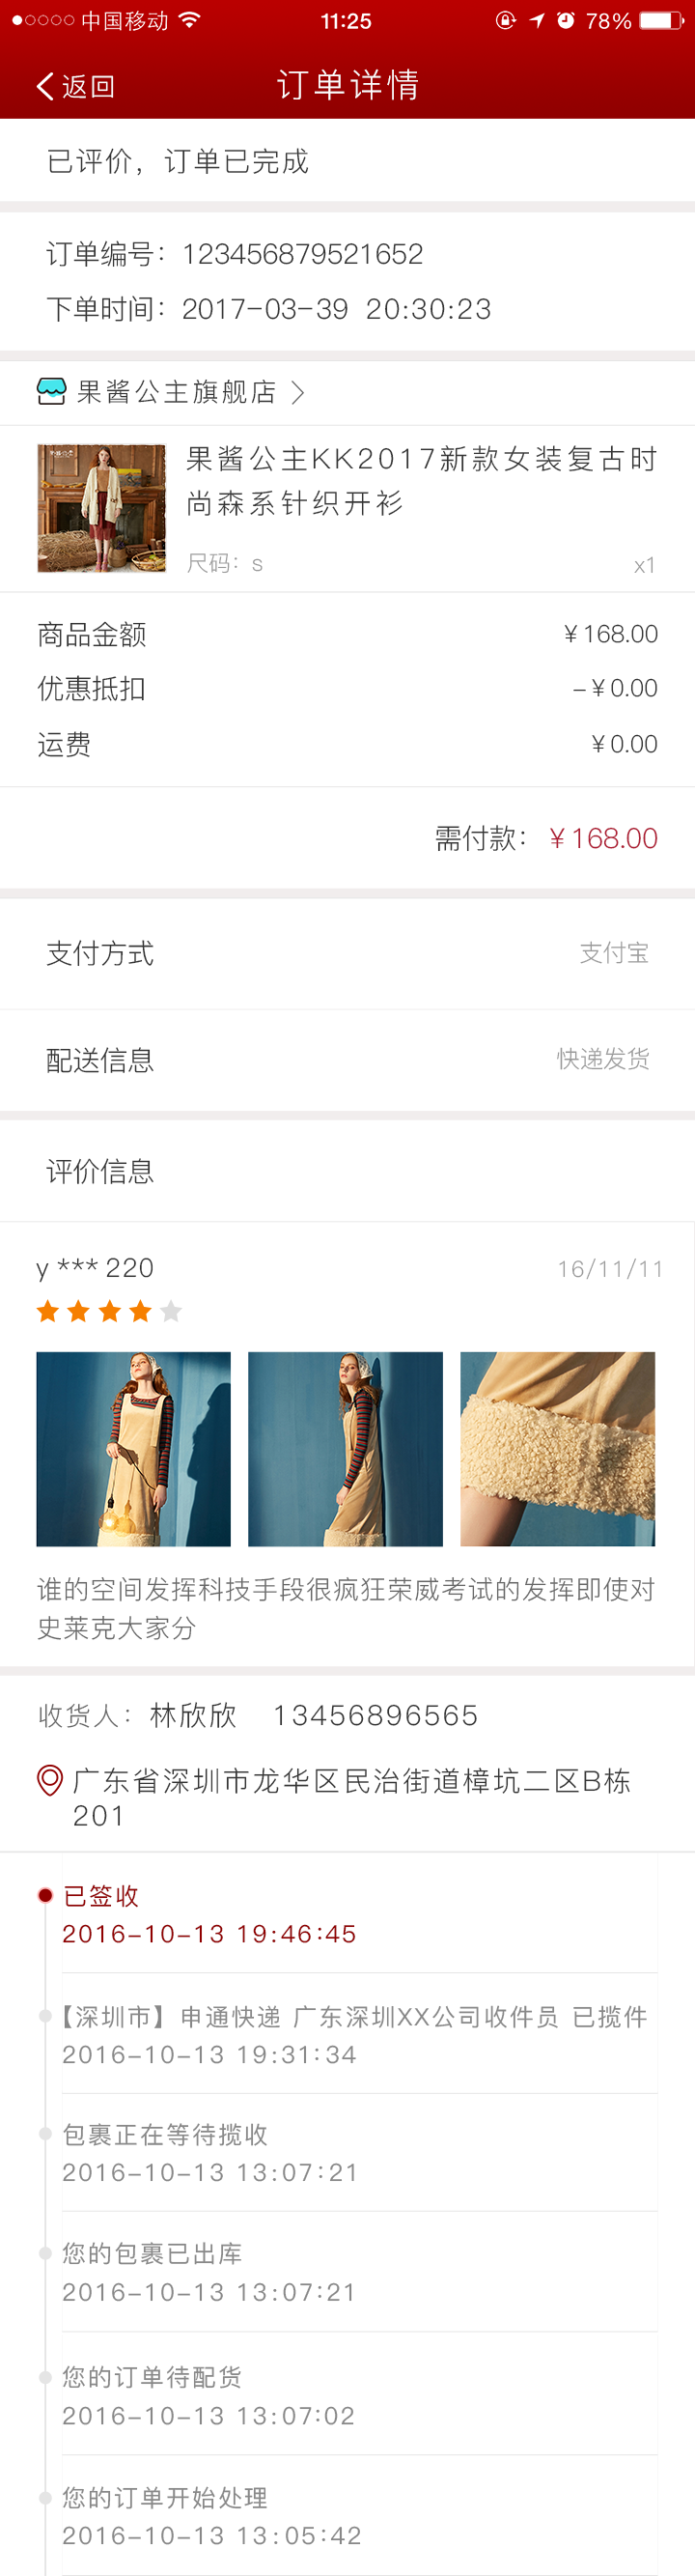 中国移动 11:25 78%
返回 订单详情
已评价，订单已完成
订单编号：123456879521652
下单时间：2017-03-39 20:30:23
果酱公主旗舰店
果酱公主KK2017新款女装复古时
尚森系针织开衫
尺码：s x1
商品金额 ￥168.00
优惠抵扣 -￥0.00
运费 ￥0.00
需付款：￥168.00
支付方式 支付宝
配送信息 快递发货
评价信息
y *** 220 16/11/11
谁的空间发挥科技手段很疯狂荣威考试的发挥即使对
史莱克大家分
收货人：林欣欣 13456896565
广东省深圳市龙华区民治街道樟坑二区B栋
201
已签收
2016-10-13 19:46:45
【深圳市】申通快递 广东深圳XX公司收件员 已揽件
2016-10-13 19:31:34
包裹正在等待揽收
2016-10-13 13:07:21
您的包裹已出库
2016-10-13 13:07:21
您的订单待配货
2016-10-13 13:07:02
您的订单开始处理
2016-10-13 13:05:42